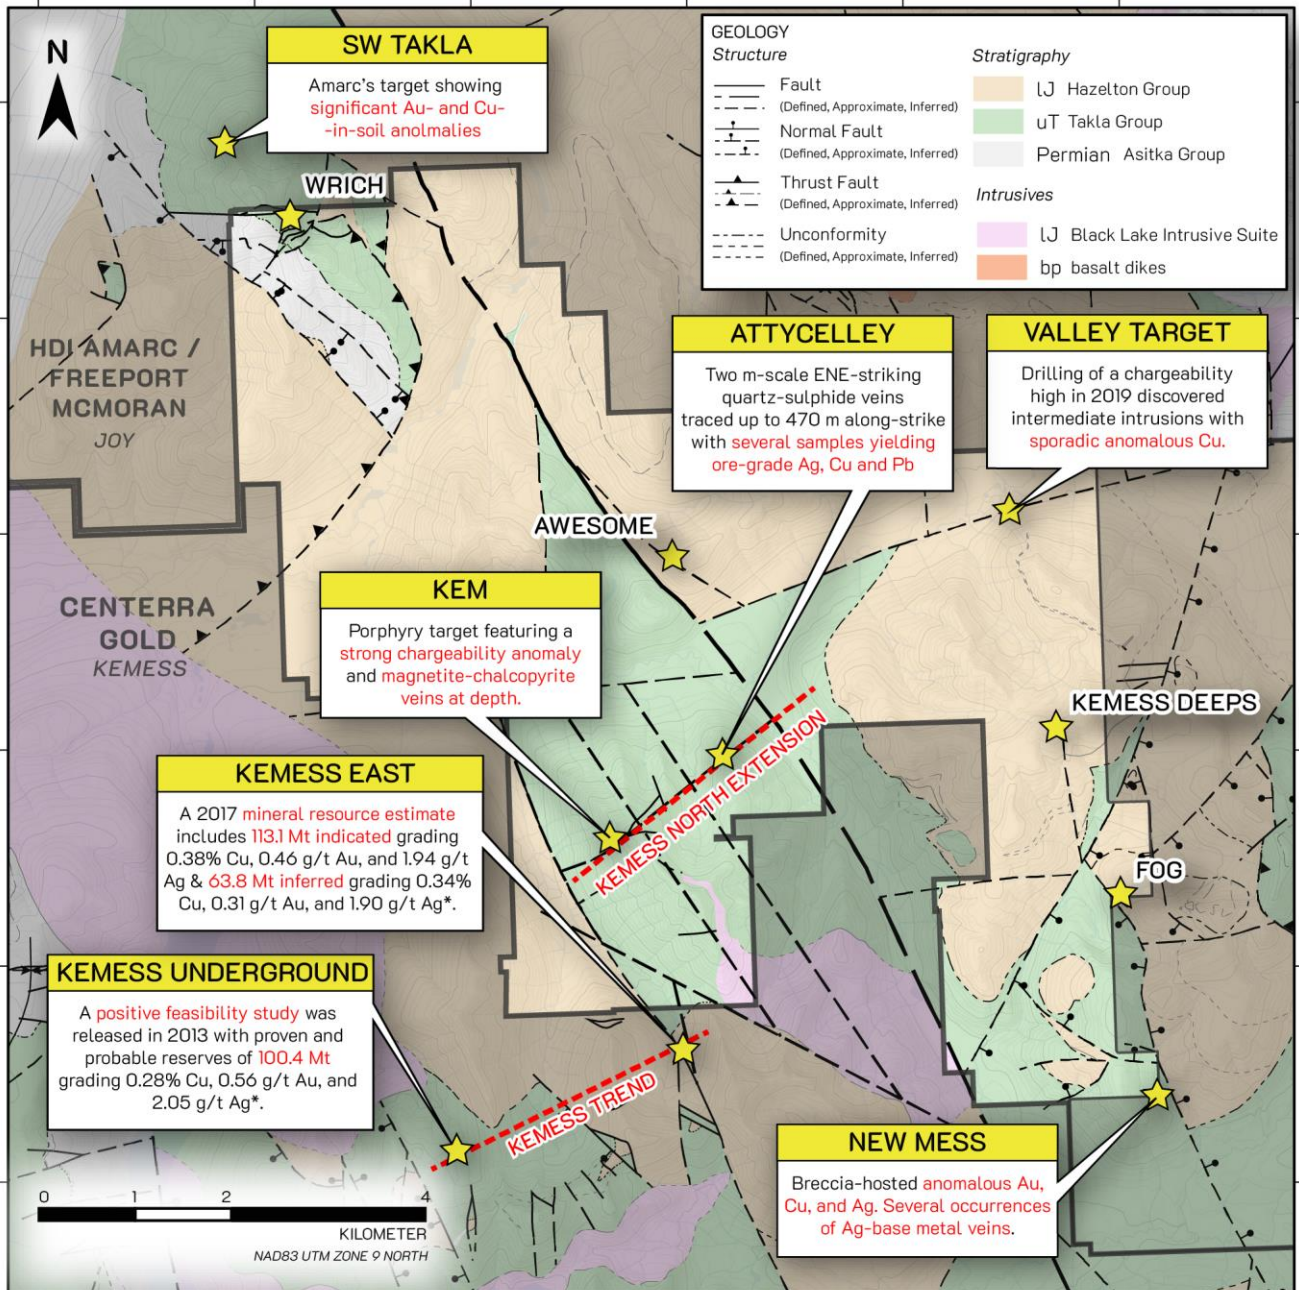 N
SW TAKLA
Amarc's target showing
significant Au- and Cu-
-in-soil anolmalies
WRICH
GEOLOGY
Structure
Fault
(Defined, Approximate, Inferred)
Normal Fault
(Defined, Approximate, Inferred)
Thrust Fault
(Defined, Approximate, Inferred)
Unconformity
(Defined, Approximate, Inferred)
Stratigraphy
lJ Hazelton Group
uT Takla Group
Permian Asitka Group
Intrusives
lJ Black Lake Intrusive Suite
bp basalt dikes
HDI AMARC /
FREEPORT
MCMORAN
JOY
ATTYCELLEY
Two m-scale ENE-striking
quartz-sulphide veins
traced up to 470 m along-strike
with several samples yielding
ore-grade Ag, Cu and Pb
VALLEY TARGET
Drilling of a chargeability
high in 2019 discovered
intermediate intrusions with
sporadic anomalous Cu.
AWESOME
CENTERRA
GOLD
KEMESS
KEM
Porphyry target featuring a
strong chargeability anomaly
and magnetite-chalcopyrite
veins at depth.
KEMESS DEEPS
KEMESS NORTH EXTENSION
KEMESS EAST
A 2017 mineral resource estimate
includes 113.1 Mt indicated grading
0.38% Cu, 0.46 g/t Au, and 1.94 g/t
Ag & 63.8 Mt inferred grading 0.34%
Cu, 0.31 g/t Au, and 1.90 g/t Ag*.
FOG
KEMESS UNDERGROUND
A positive feasibility study was
released in 2013 with proven and
probable reserves of 100.4 Mt
grading 0.28% Cu, 0.56 g/t Au, and
2.05 g/t Ag*.
KEMESS TREND
NEW MESS
Breccia-hosted anomalous Au,
Cu, and Ag. Several occurrences
of Ag-base metal veins.
0 2 4
KILOMETER
NAD83 UTM ZONE 9 NORTH